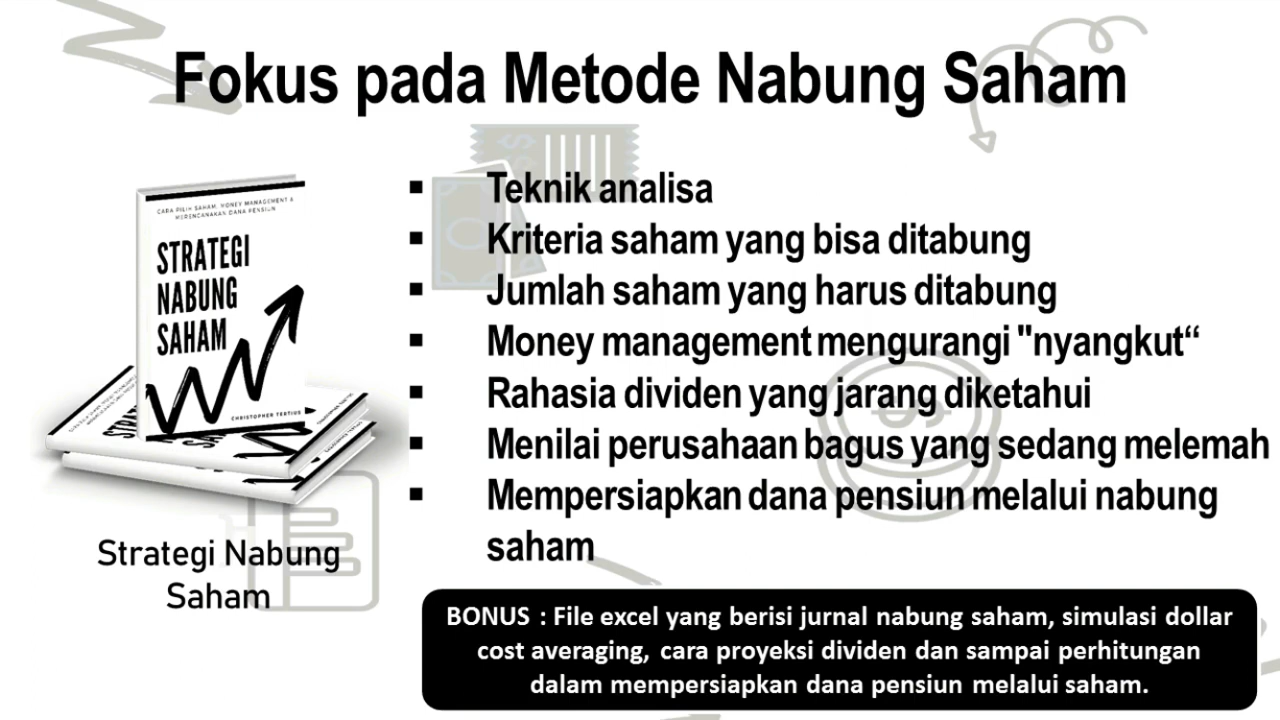 Fokus pada Metode Nabung Saham
CARA PILIH SAHAM, MONEY MANAGEMENT &
MERENCANAKAN DANA PENSIUN
STRATEGI
NABUNG
SAHAM
CHRISTOPHER TERTIUS
Strategi Nabung
Saham
▪ Teknik analisa
▪ Kriteria saham yang bisa ditabung
▪ Jumlah saham yang harus ditabung
▪ Money management mengurangi "nyangkut“
▪ Rahasia dividen yang jarang diketahui
▪ Menilai perusahaan bagus yang sedang melemah
▪ Mempersiapkan dana pensiun melalui nabung
saham
BONUS : File excel yang berisi jurnal nabung saham, simulasi dollar
cost averaging, cara proyeksi dividen dan sampai perhitungan
dalam mempersiapkan dana pensiun melalui saham.